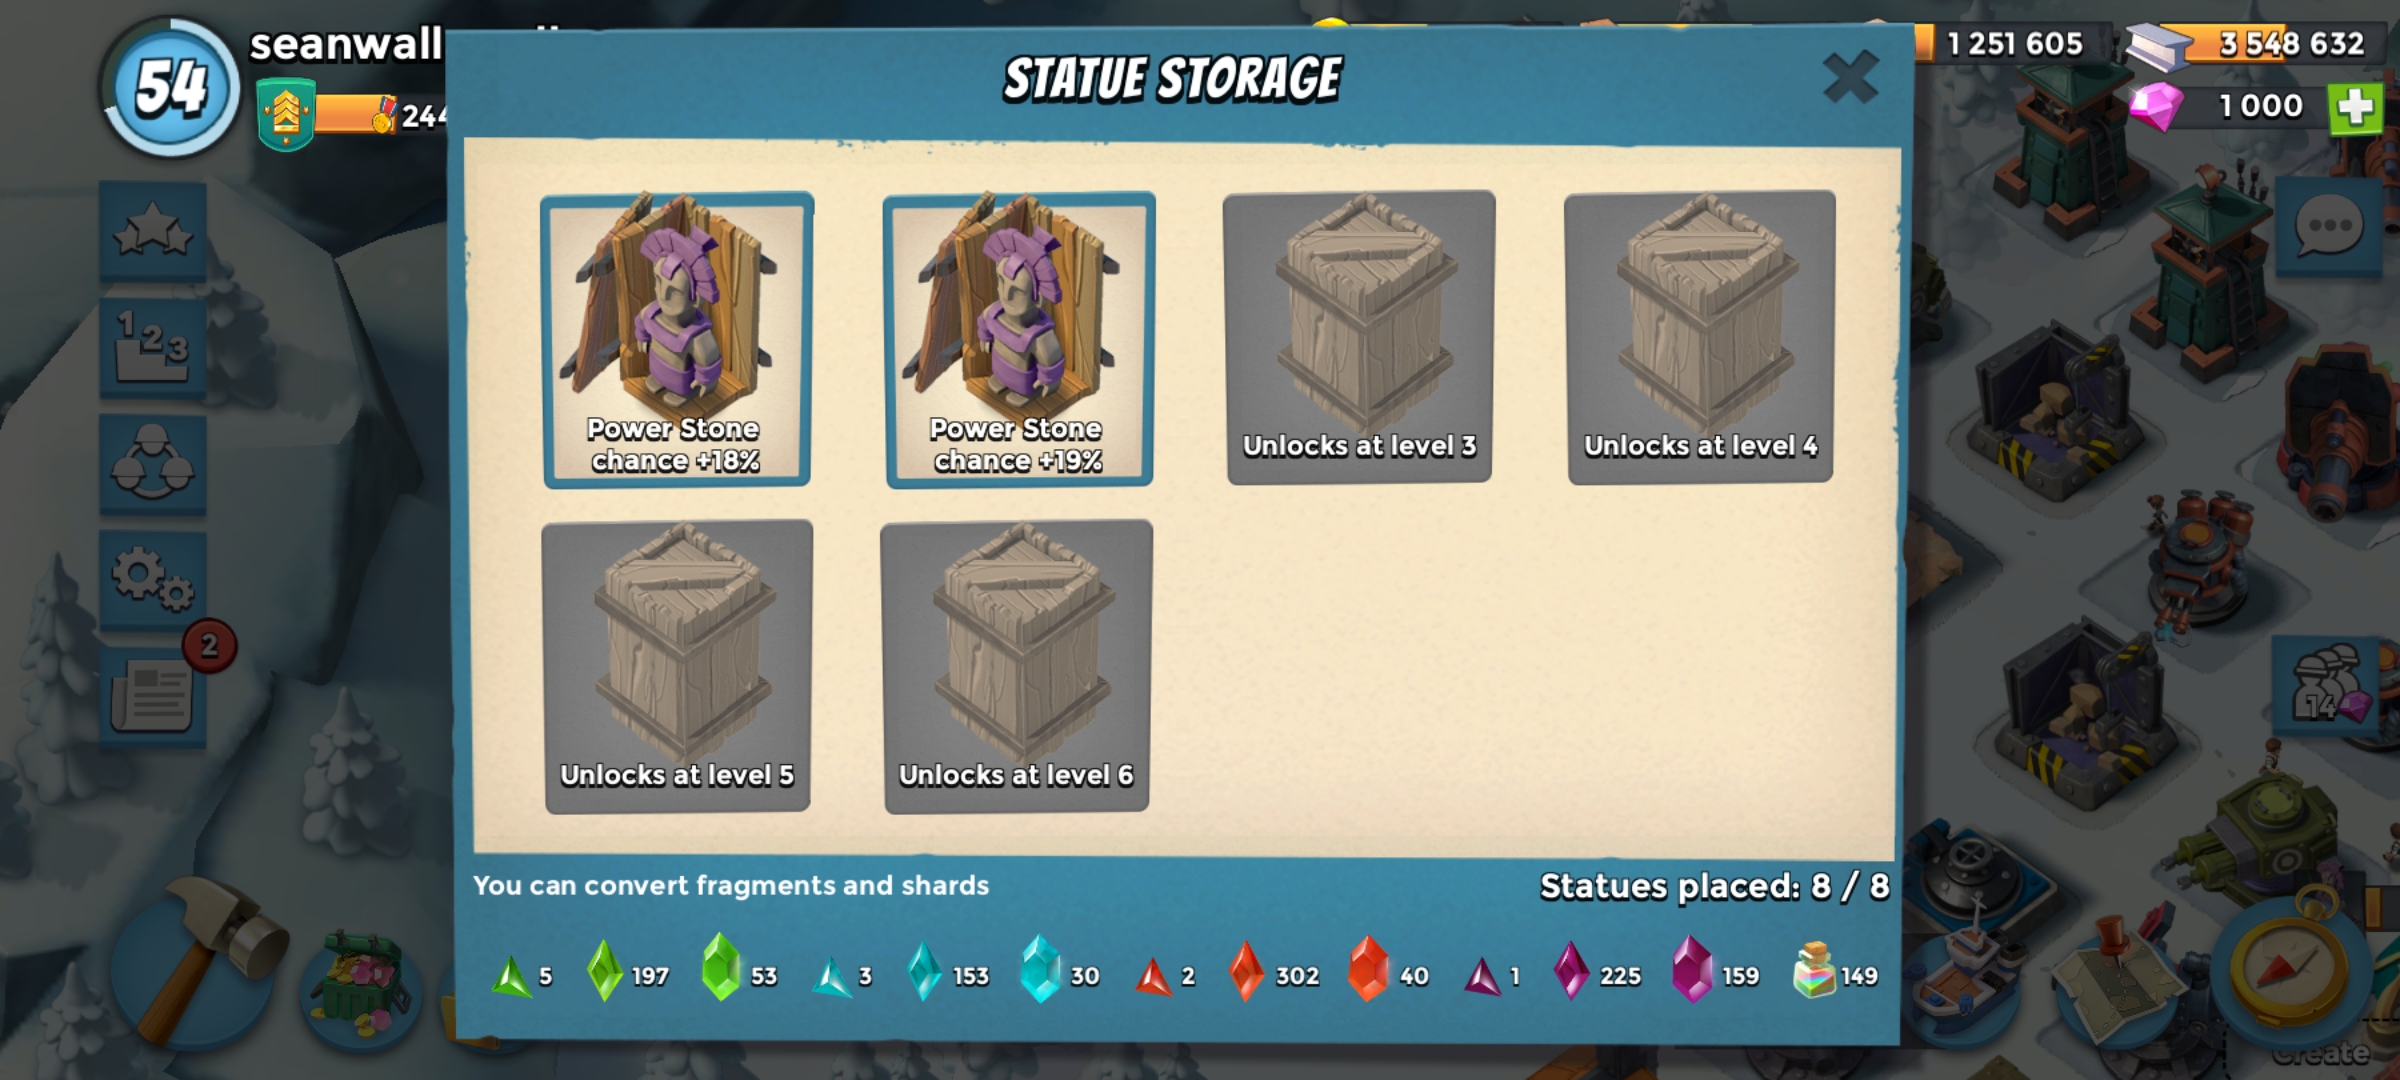 54
seanwall
244
STATUE STORAGE
1 251 605
3 548 632
1 000
123
Power Stone
chance +18%
Power Stone
chance +19%
Unlocks at level 3
Unlocks at level 4
2
Unlocks at level 5
Unlocks at level 6
14
You can convert fragments and shards
Statues placed: 8 / 8
5
197
53
3
153
30
2
302
40
1
225
159
149
Create